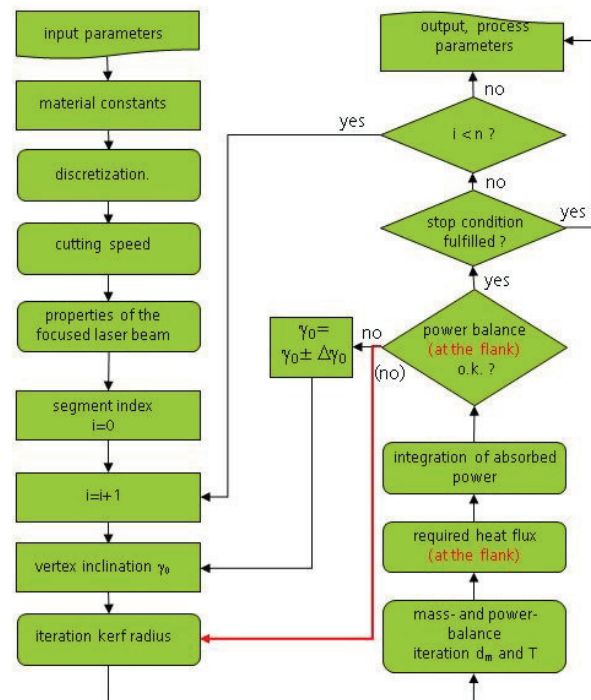 input parameters
material constants
discretization.
cutting speed
properties of the
focused laser beam
segment index
i=0
i=i+1
vertex inclination γ₀
iteration kerf radius
γ₀=
γ₀± Δγ₀
output, process
parameters
no
yes
i < n ?
no
stop condition
fulfilled ?
yes
yes
no
(no)
power balance
(at the flank)
o.k. ?
integration of absorbed
power
required heat flux
(at the flank)
mass- and power-
balance
iteration dₘ and T